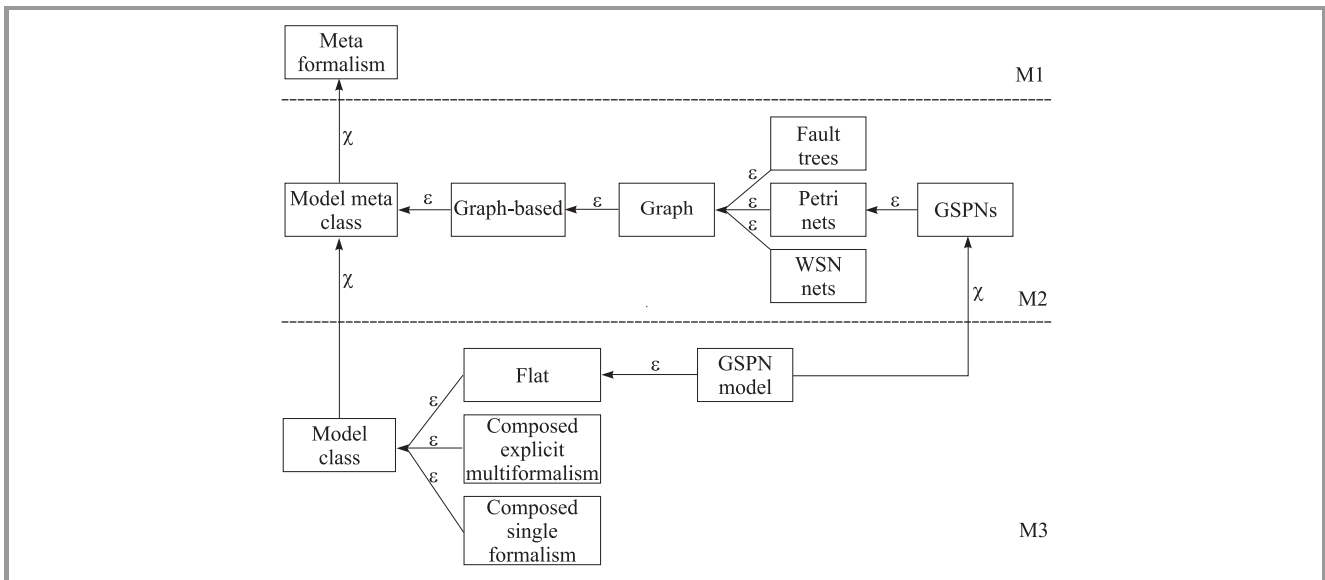 Meta
formalism
M1
χ
Fault
trees
ε
Model meta
class
ε
Graph-based
ε
Graph
ε
Petri
nets
ε
GSPNs
ε
WSN
nets
χ
χ
M2
Flat
ε
GSPN
model
ε
Model
class
ε
Composed
explicit
multiformalism
ε
Composed
single
formalism
M3